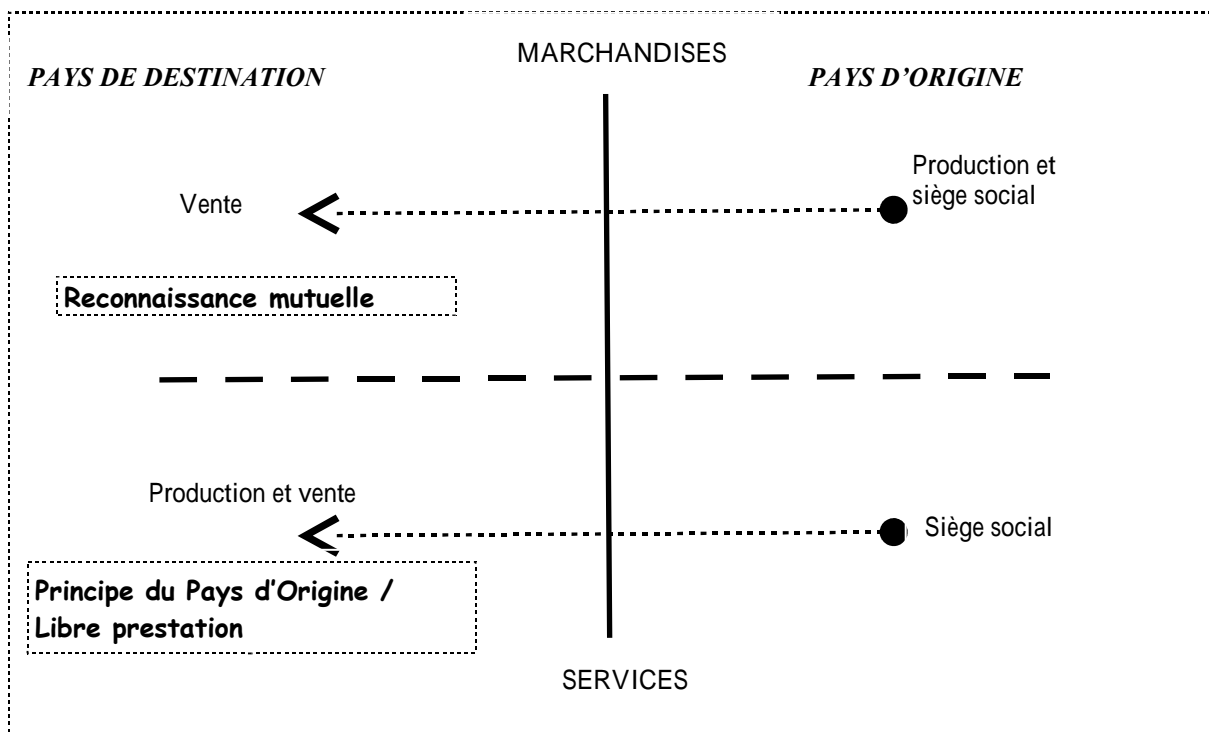 MARCHANDISES
PAYS DE DESTINATION
PAYS D’ORIGINE
Production et
siège social
Vente
Reconnaissance mutuelle
Production et vente
Siège social
Principe du Pays d’Origine /
Libre prestation
SERVICES